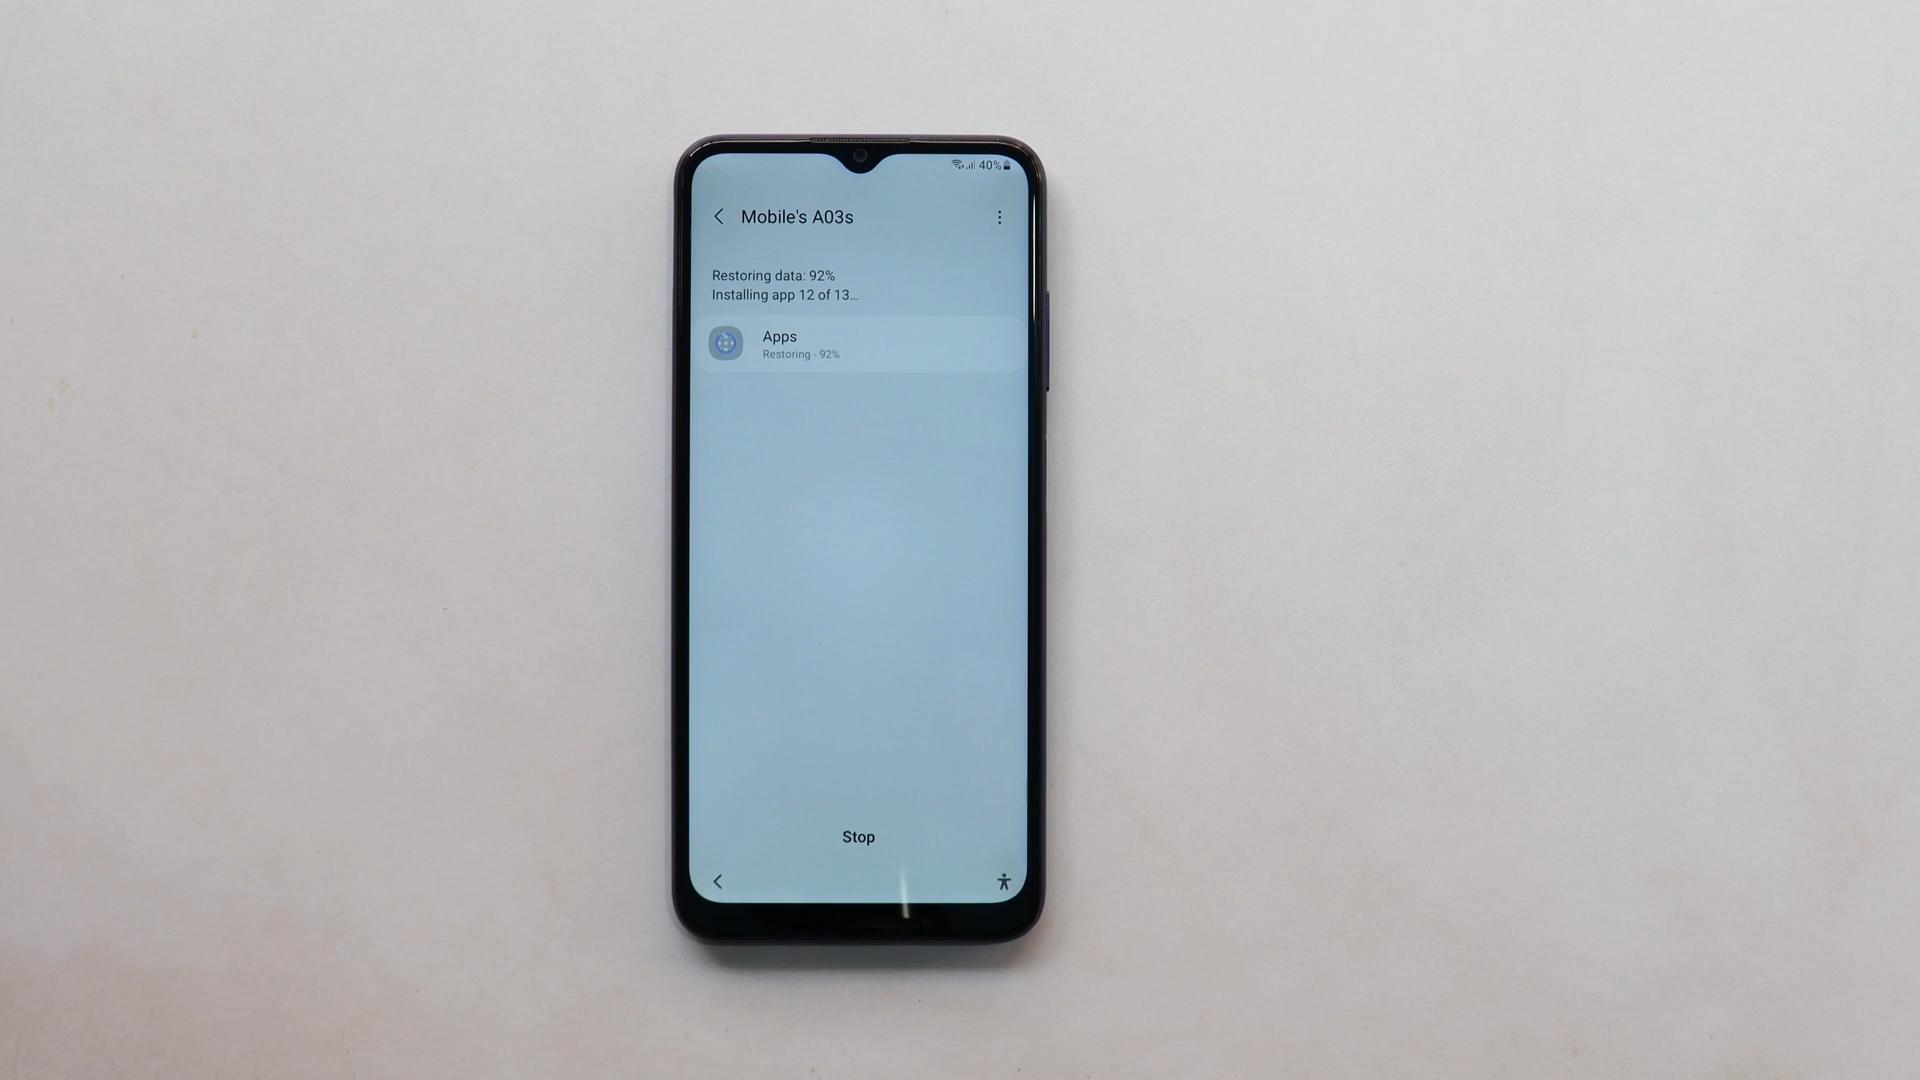 40%
Mobile's A03s
Restoring data: 92%
Installing app 12 of 13...
Apps
Restoring - 92%
Stop